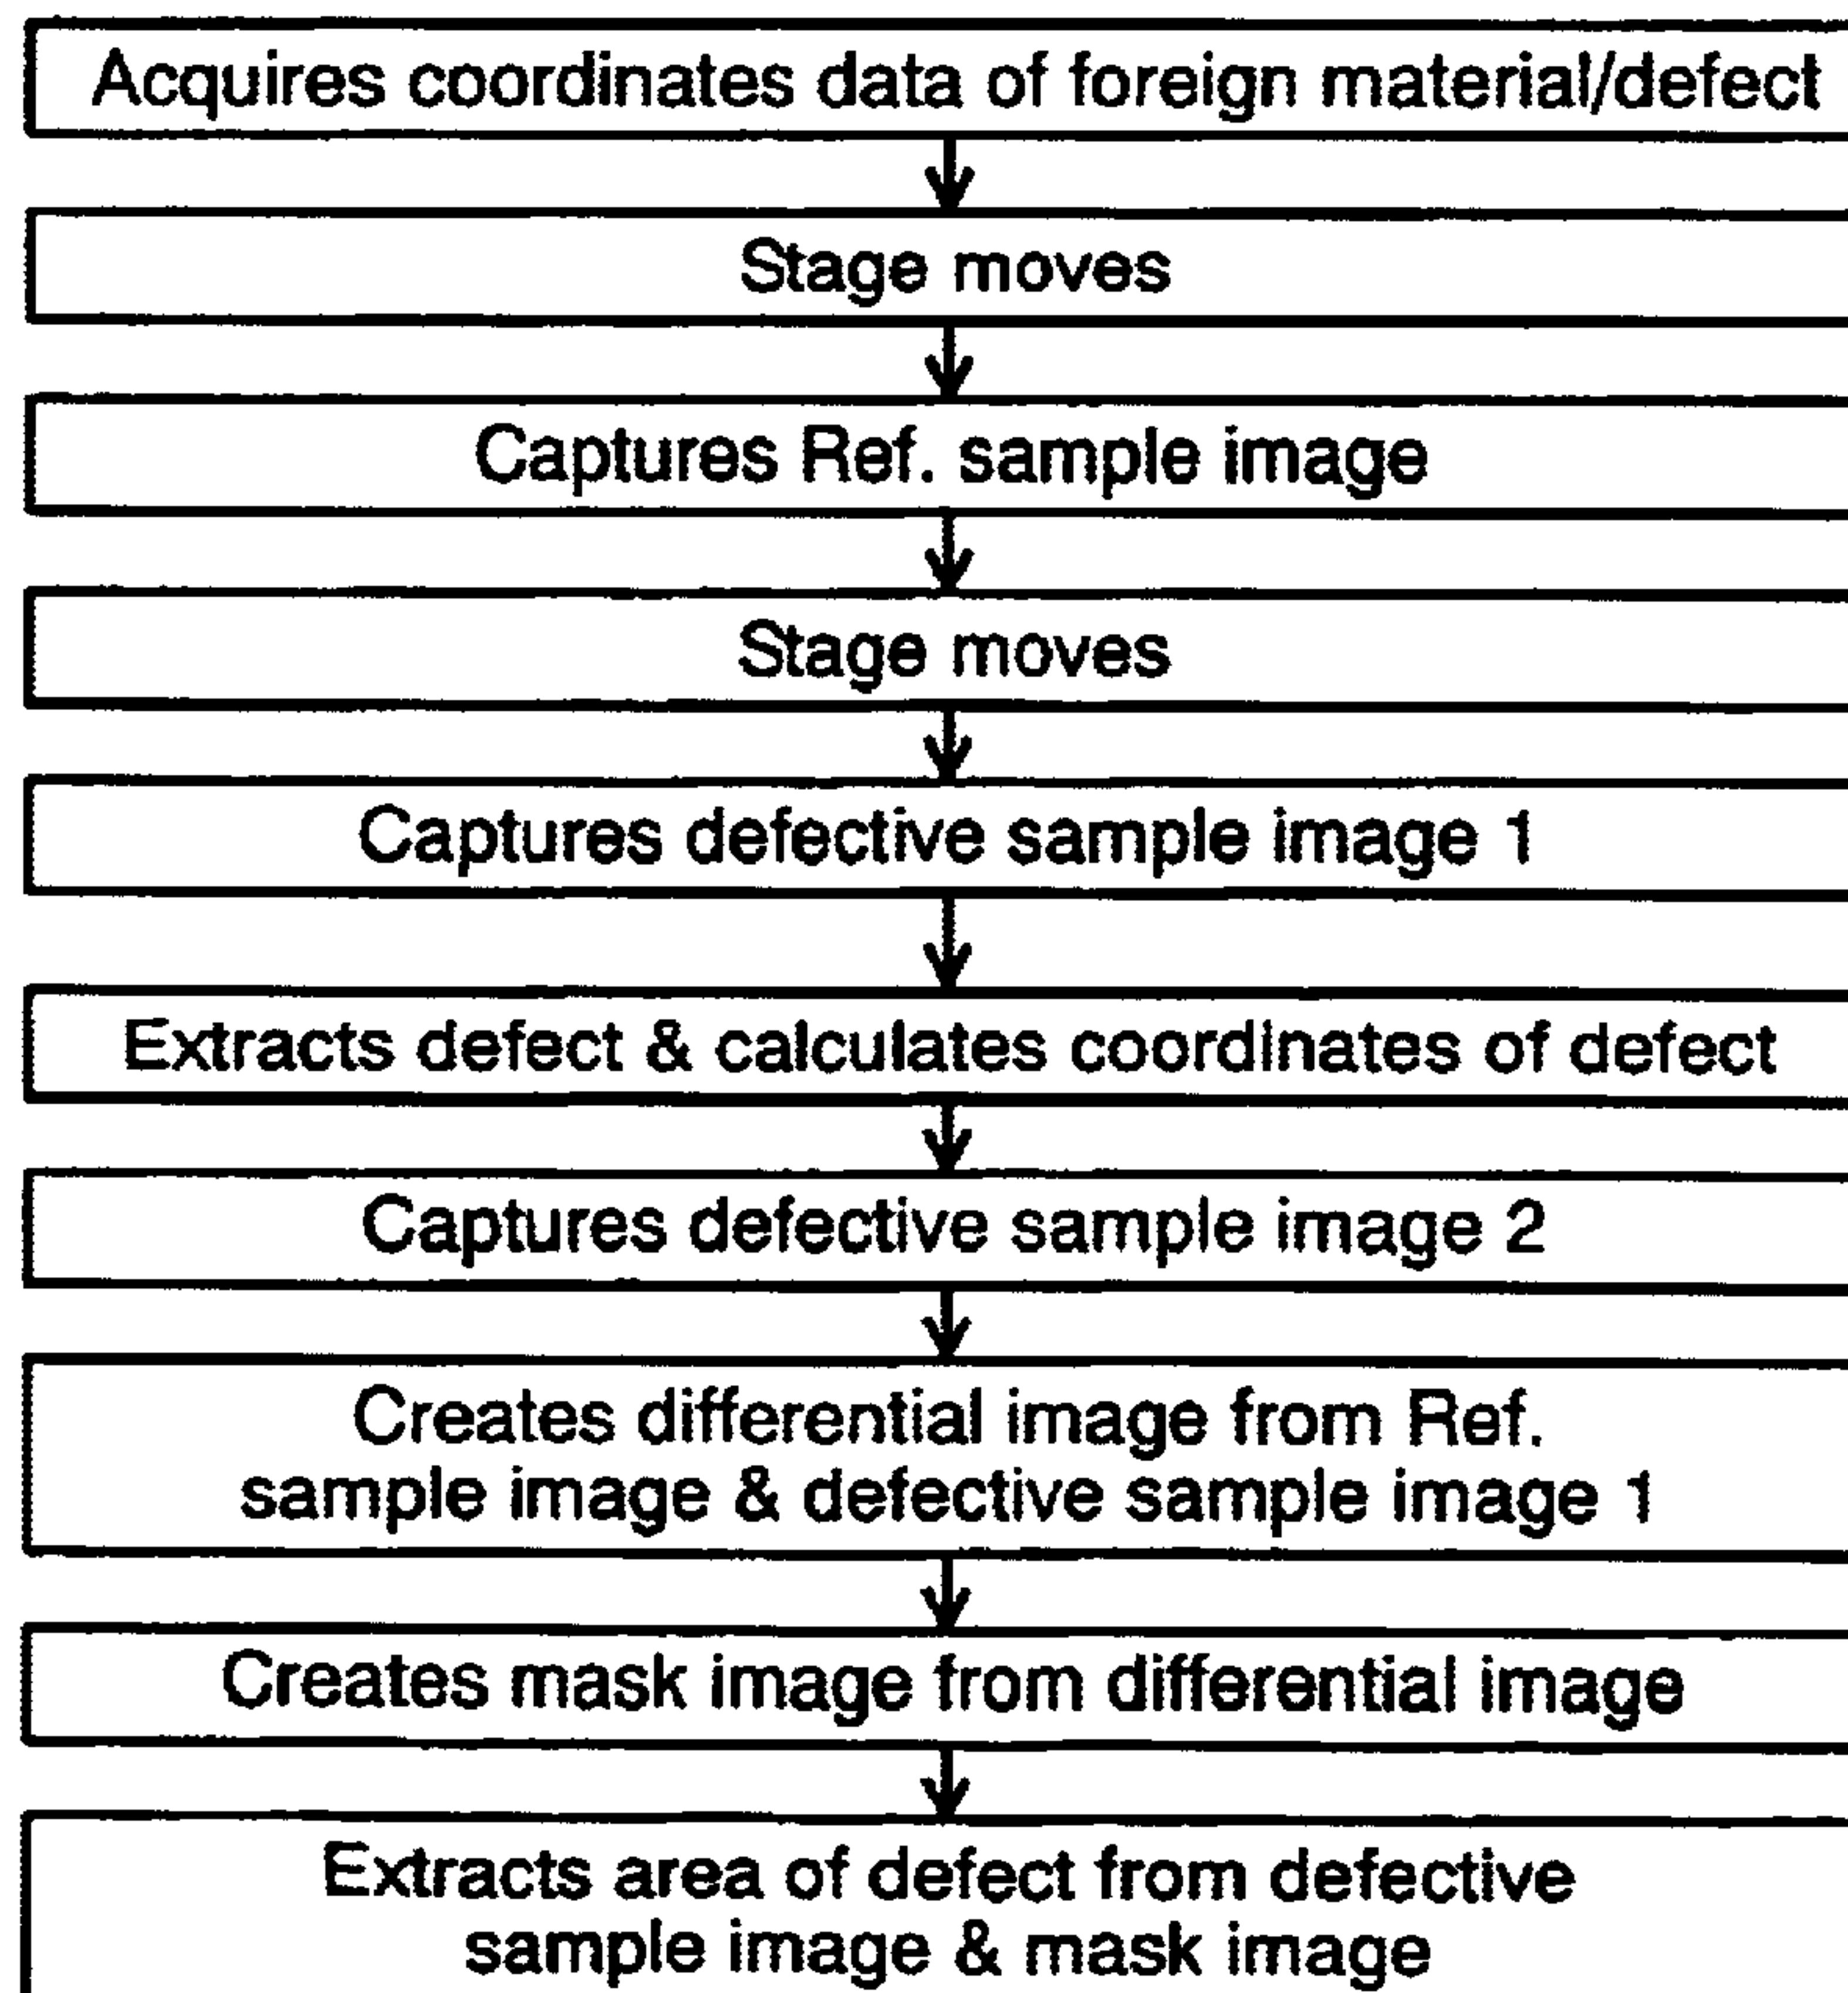 Acquires coordinates data of foreign material/defect
Stage moves
Captures Ref. sample image
Stage moves
Captures defective sample image 1
Extracts defect & calculates coordinates of defect
Captures defective sample image 2
Creates differential image from Ref.
sample image & defective sample image 1
Creates mask image from differential image
Extracts area of defect from defective
sample image & mask image